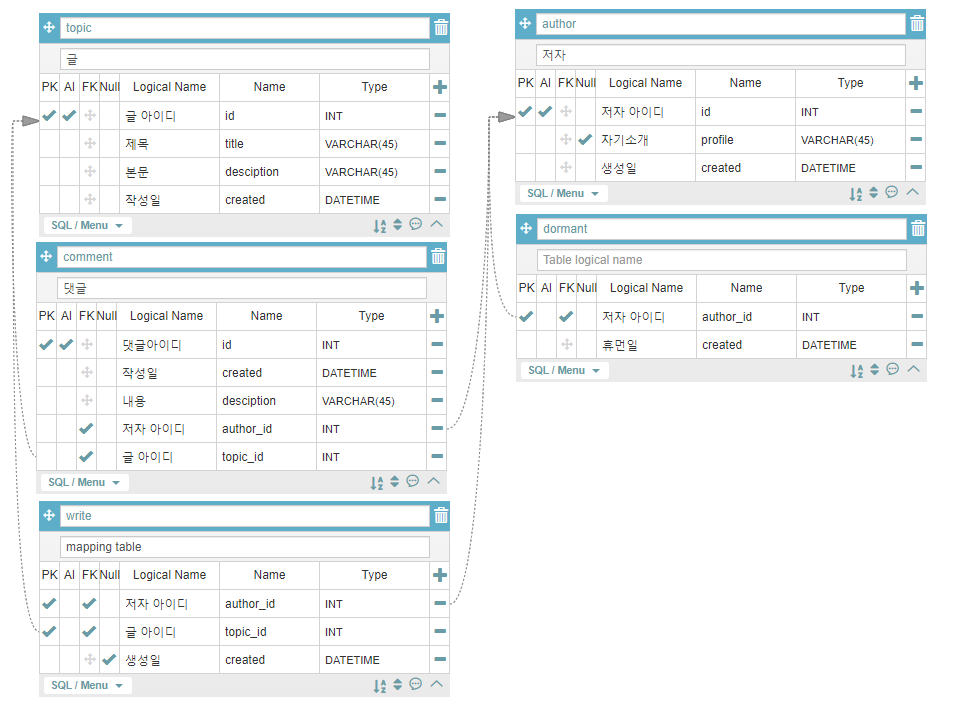 topic
글
PK AI FK Null Logical Name Name Type
글 아이디 id INT
제목 title VARCHAR(45)
본문 desciption VARCHAR(45)
작성일 created DATETIME
SQL / Menu
comment
댓글
PK AI FK Null Logical Name Name Type
댓글아이디 id INT
작성일 created DATETIME
내용 desciption VARCHAR(45)
저자 아이디 author_id INT
글 아이디 topic_id INT
SQL / Menu
write
mapping table
PK AI FK Null Logical Name Name Type
저자 아이디 author_id INT
글 아이디 topic_id INT
생성일 created DATETIME
SQL / Menu
author
저자
PK AI FK Null Logical Name Name Type
저자 아이디 id INT
자기소개 profile VARCHAR(45)
생성일 created DATETIME
SQL / Menu
dormant
Table logical name
PK AI FK Null Logical Name Name Type
저자 아이디 author_id INT
휴먼일 created DATETIME
SQL / Menu